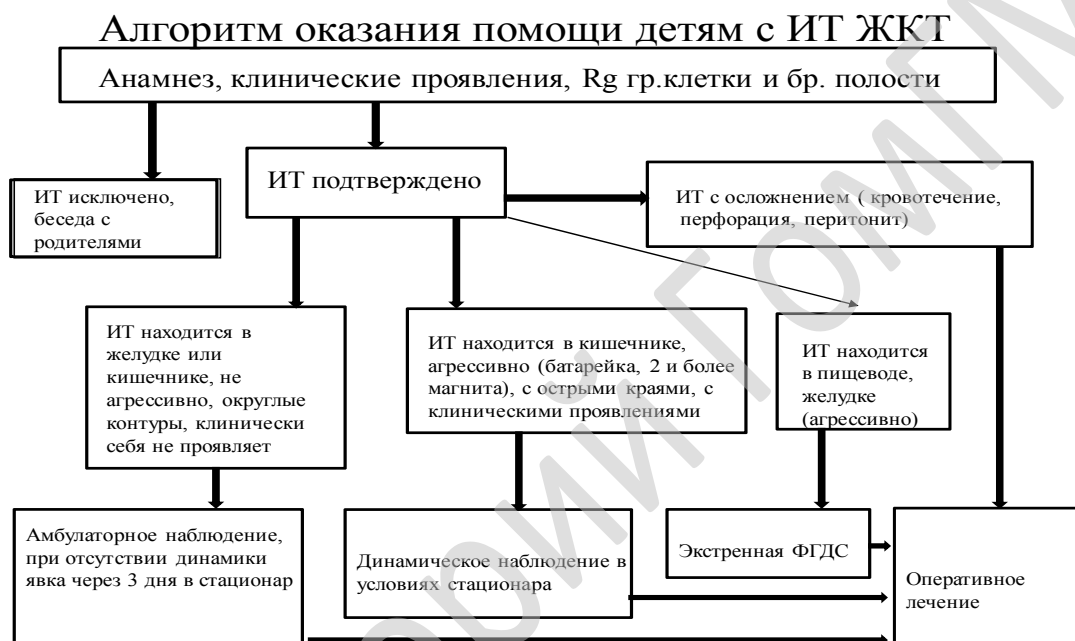 Алгоритм оказания помощи детям с ИТ ЖКТ
Анамнез, клинические проявления, Rg гр.клетки и бр. полости
ИТ исключено,
беседа с
родителями
ИТ подтверждено
ИТ с осложнением ( кровотечение,
перфорация, перитонит)
ИТ находится в
желудке или
кишечнике, не
агрессивно, округлые
контуры, клинически
себя не проявляет
ИТ находится в кишечнике,
агрессивно (батарейка, 2 и более
магнита), с острыми краями, с
клиническими проявлениями
ИТ находится
в пищеводе,
желудке
(агрессивно)
Амбулаторное наблюдение,
при отсутствии динамики
явка через 3 дня в стационар
Динамическое наблюдение в
условиях стационара
Экстренная ФГДС
Оперативное
лечение